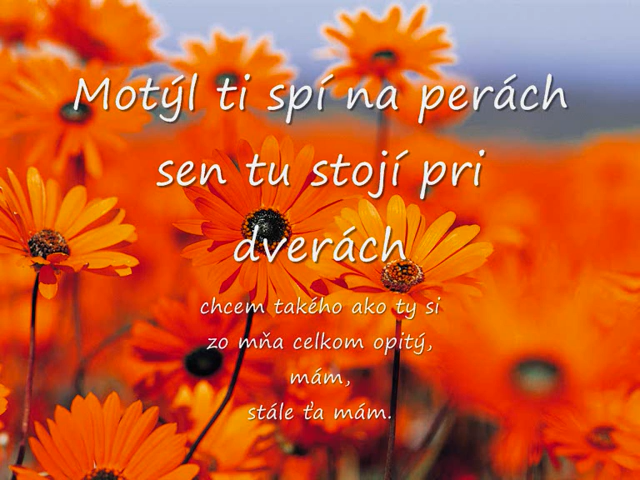 Motýl ti spí na perách
sen tu stojí pri
dverách
chcem takého ako ty si
zo mňa celkom opitý,
mám,
stále ťa mám.